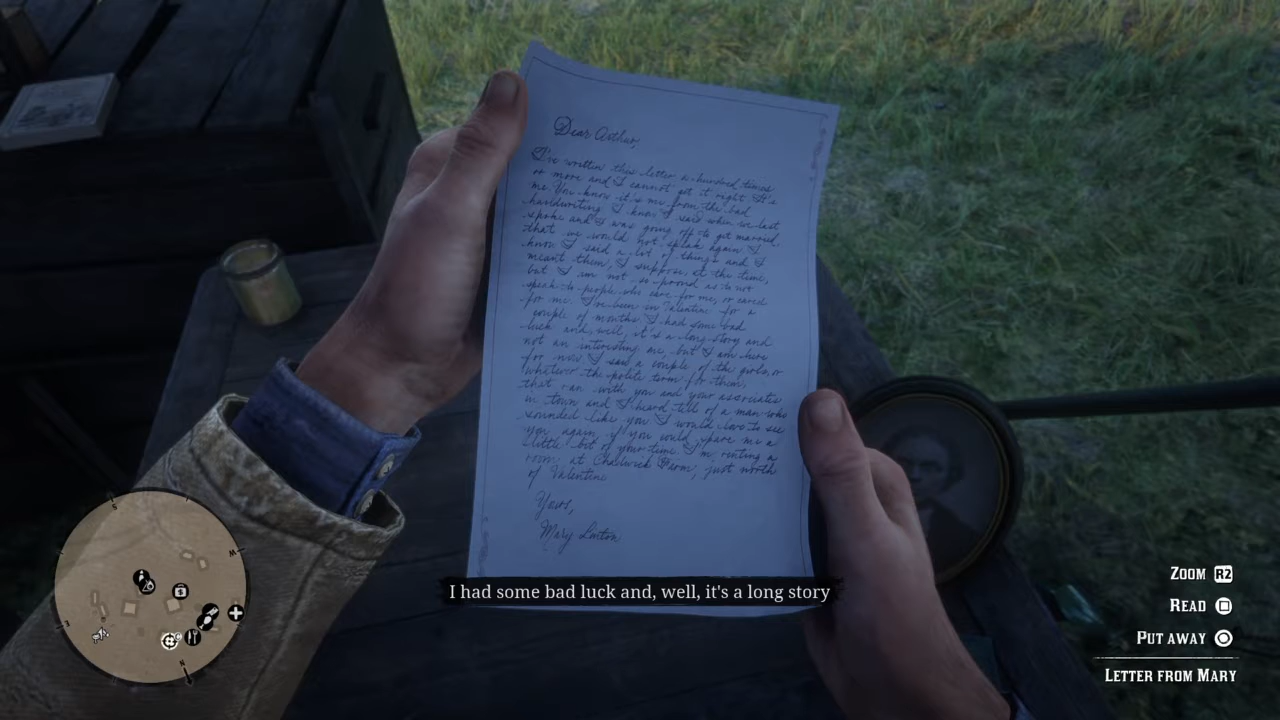 Dear Arthur,
I've written this letter a hundred times
or more and I cannot get it right. It's
me. You know it's me from the bad
handwriting. I know I said when we last
spoke and I was going off to get married,
that we would not speak again. I
know I said a lot of things and I
meant them, I suppose, at the time,
but I am not so proud as to not
speak to people who care for me, or cared
for me. I've been in Valentine for a
couple of months. I had some bad
luck and, well, it's a long story and
not an interesting one, but I am here
for now. I saw a couple of the girls, or
whatever the polite term for them,
that ran with you and your associates
in town and I heard tell of a man who
sounded like you. I would love to see
you again, if you could spare me a
little bit of your time. I'm renting a
room at Chadwick Farm, just north
of Valentine.
Yours,
Mary Linton
I had some bad luck and, well, it's a long story
ZOOM R2
READ
PUT AWAY
LETTER FROM MARY
S
W
E
N
$